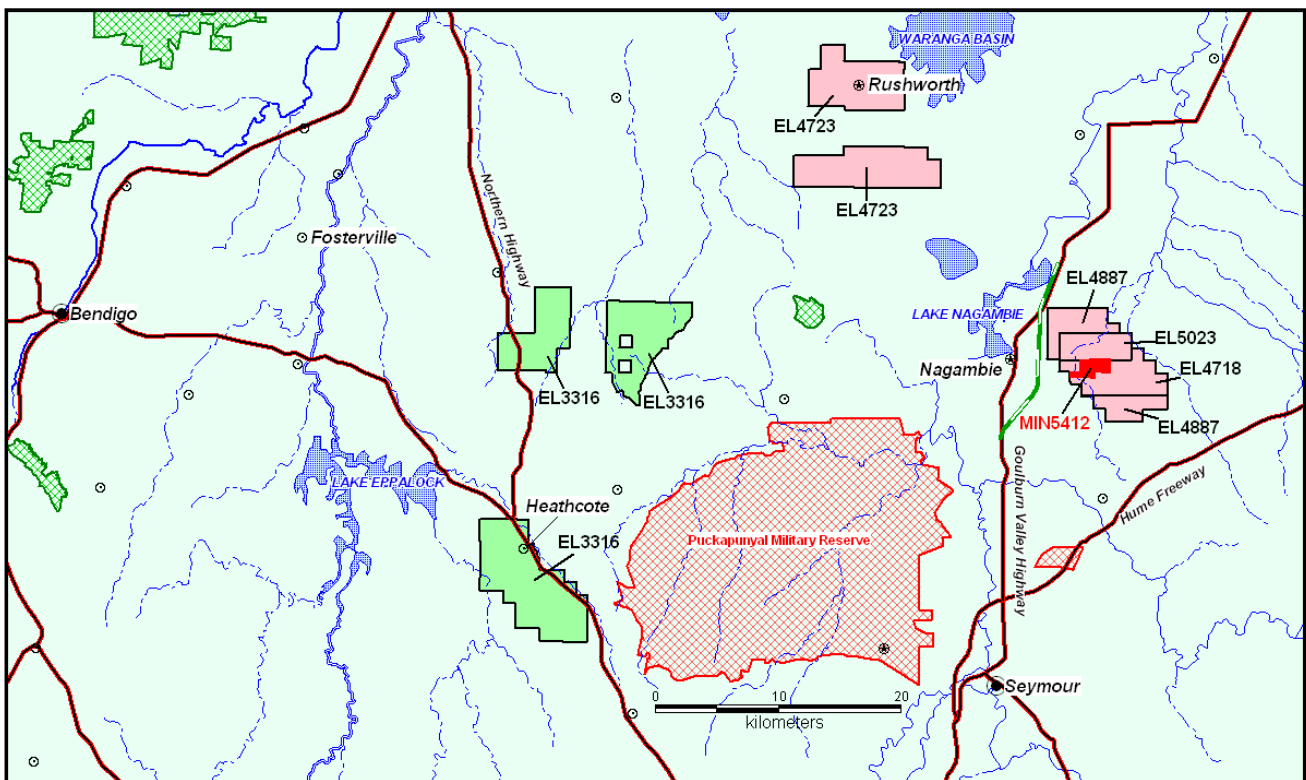 WARANGA BASIN
Rushworth
EL4723
EL4723
Northern Highway
Fosterville
Bendigo
EL4887
LAKE NAGAMBIE
EL5023
Nagambie
EL4718
EL3316
EL3316
MIN5412
EL4887
Goulburn Valley Highway
Hume Freeway
LAKE EPPALOCK
Heathcote
EL3316
Puckapunyal Military Reserve
Seymour
0 10 20
kilometers